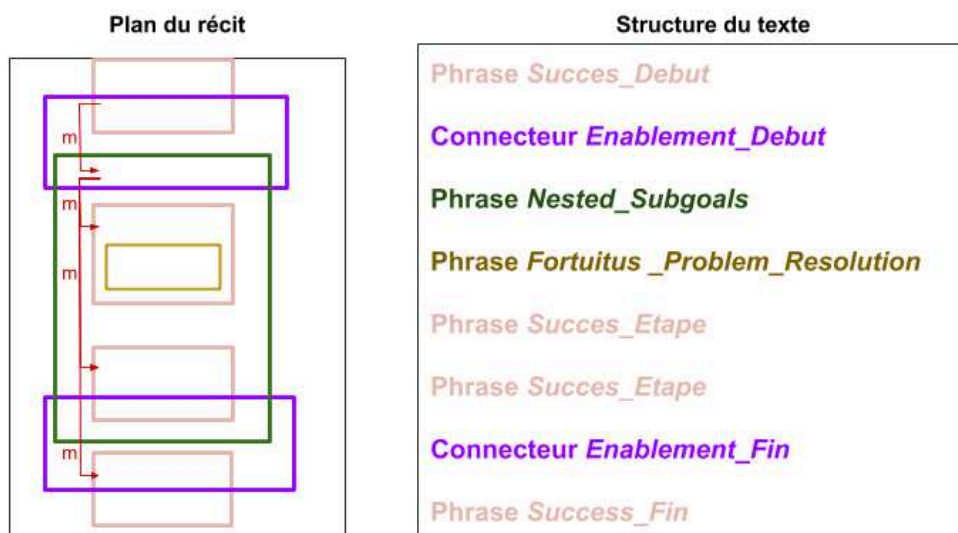 Plan du récit
Structure du texte
m
m
m
m
Phrase Succes_Debut
Connecteur Enablement_Debut
Phrase Nested_Subgoals
Phrase Fortuitus _Problem_Resolution
Phrase Succes_Etape
Phrase Succes_Etape
Connecteur Enablement_Fin
Phrase Success_Fin